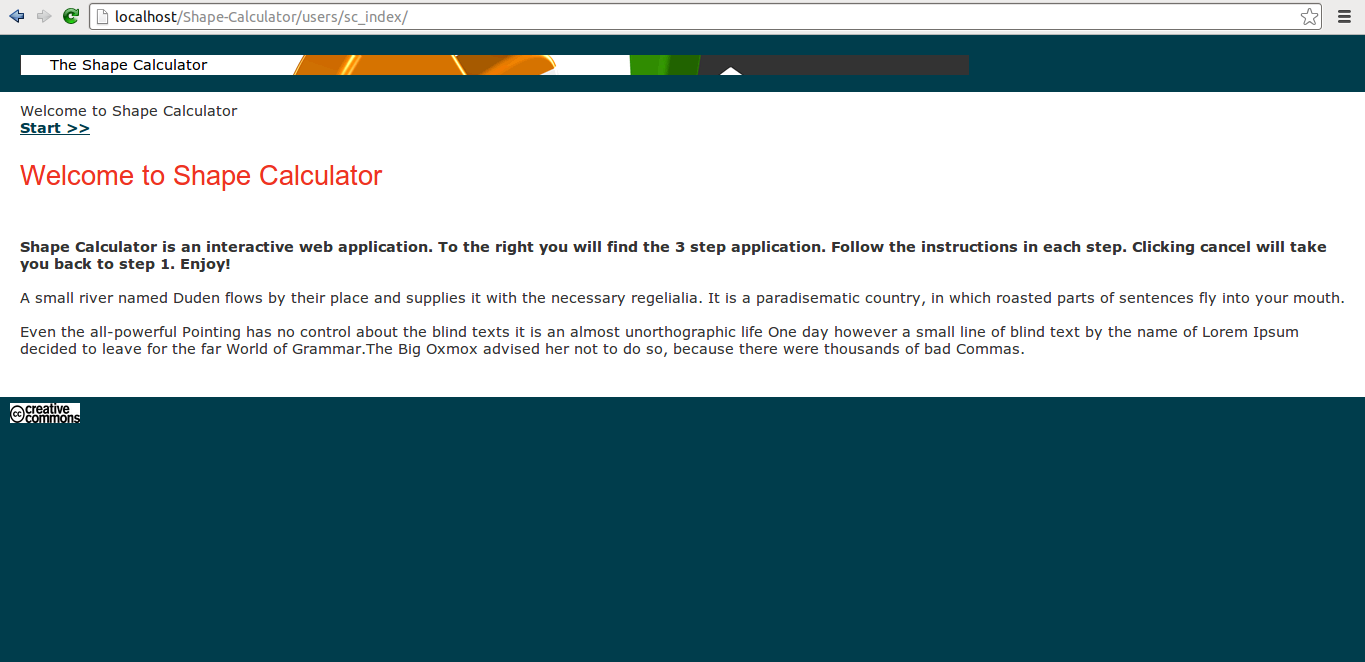 localhost/Shape-Calculator/users/sc_index/
The Shape Calculator
Welcome to Shape Calculator
Start >>
Welcome to Shape Calculator
Shape Calculator is an interactive web application. To the right you will find the 3 step application. Follow the instructions in each step. Clicking cancel will take
you back to step 1. Enjoy!
A small river named Duden flows by their place and supplies it with the necessary regelialia. It is a paradisematic country, in which roasted parts of sentences fly into your mouth.
Even the all-powerful Pointing has no control about the blind texts it is an almost unorthographic life One day however a small line of blind text by the name of Lorem Ipsum
decided to leave for the far World of Grammar.The Big Oxmox advised her not to do so, because there were thousands of bad Commas.
cc creative
commons